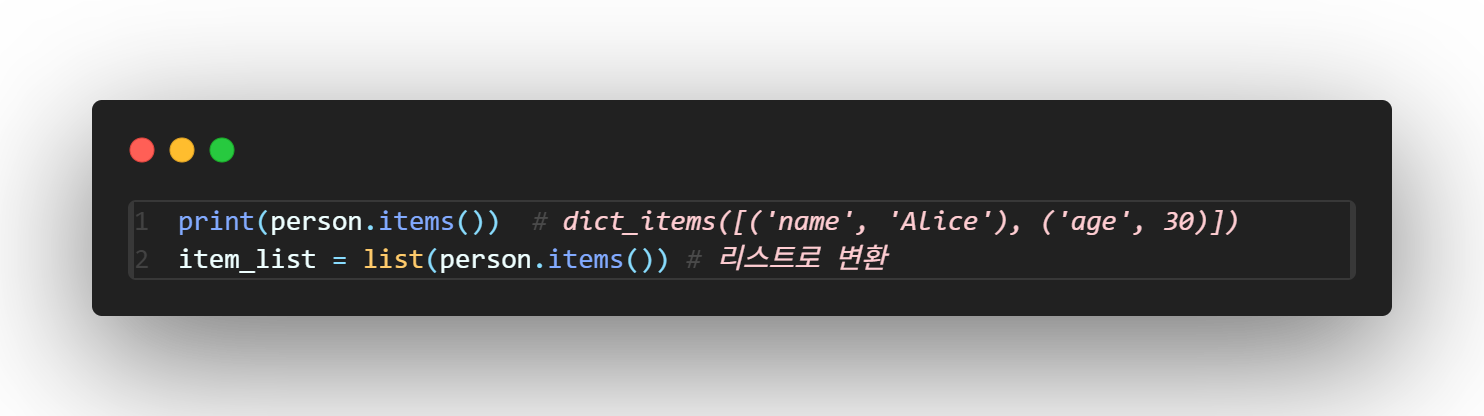 1 print(person.items())  # dict_items([('name', 'Alice'), ('age', 30)])
2 item_list = list(person.items()) # 리스트로 변환